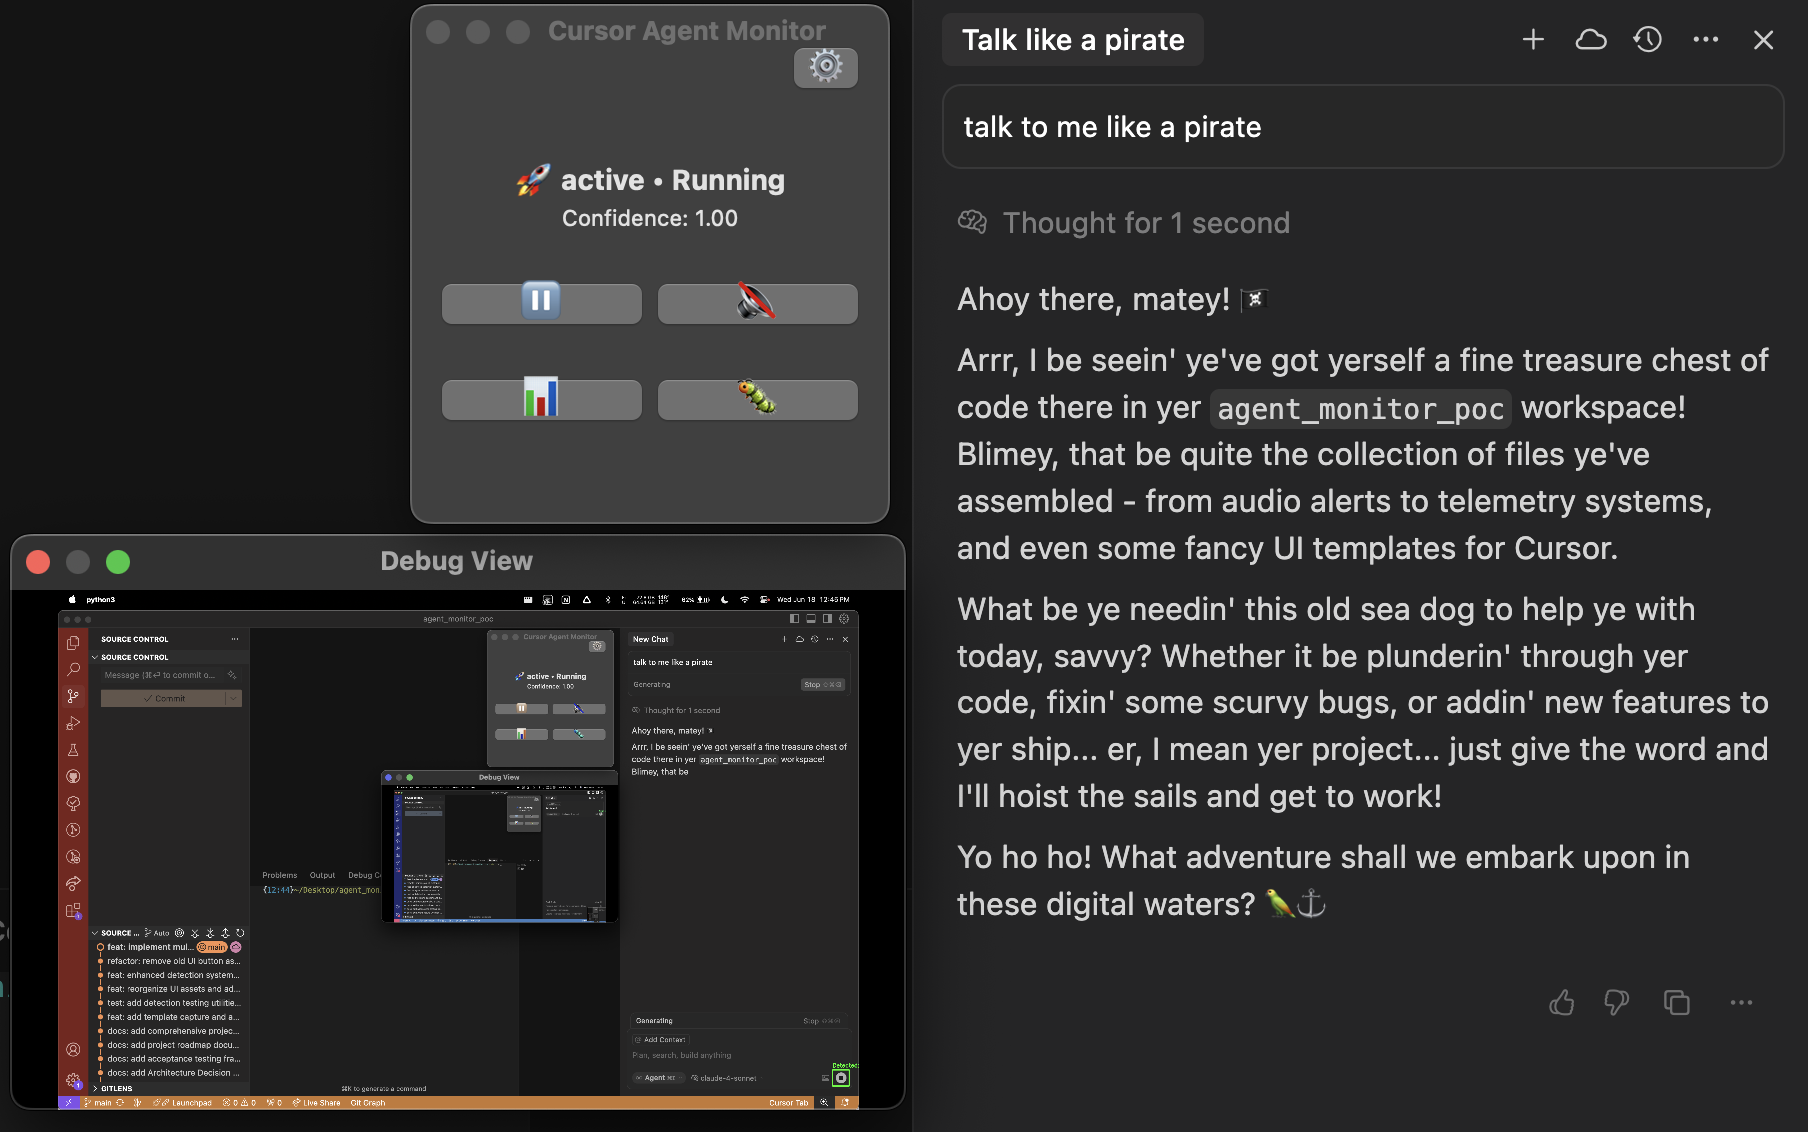 Cursor Agent Monitor
active • Running
Confidence: 1.00
Talk like a pirate
talk to me like a pirate
Thought for 1 second
Ahoy there, matey!
Arrr, I be seein' ye've got yerself a fine treasure chest of
code there in yer agent_monitor_poc workspace!
Blimey, that be quite the collection of files ye've
assembled - from audio alerts to telemetry systems,
and even some fancy UI templates for Cursor.
What be ye needin' this old sea dog to help ye with
today, savvy? Whether it be plunderin' through yer
code, fixin' some scurvy bugs, or addin' new features to
yer ship... er, I mean yer project... just give the word and
I'll hoist the sails and get to work!
Yo ho ho! What adventure shall we embark upon in
these digital waters?
Debug View
python3
62%
Wed Jun 18 12:45 PM
agent_monitor_poc
SOURCE CONTROL
SOURCE CONTROL
Message (⌘↵ to commit o...
Commit
SOURCE ...
Auto
feat: implement mul...
main
refactor: remove old UI button as...
feat: enhanced detection system...
feat: reorganize UI assets and ad...
test: add detection testing utilitie...
feat: add template capture and a...
docs: add comprehensive projec...
docs: add project roadmap docu...
docs: add acceptance testing fra...
docs: add Architecture Decision ...
GITLENS
Problems Output Debug C
{12:44}~/Desktop/agent_mon
⌘K to generate a command
Cursor Agent Monitor
active • Running
Confidence: 1.00
Debug View
New Chat
talk to me like a pirate
Generating
Stop
Thought for 1 second
Ahoy there, matey!
Arrr, I be seein' ye've got yerself a fine treasure chest of
code there in yer agent_monitor_poc workspace!
Blimey, that be
Generating
Stop
Add Context
Plan, search, build anything
Agent
claude-4-sonnet
Detected
main
Launchpad
0
0
0
Live Share
Git Graph
Cursor Tab